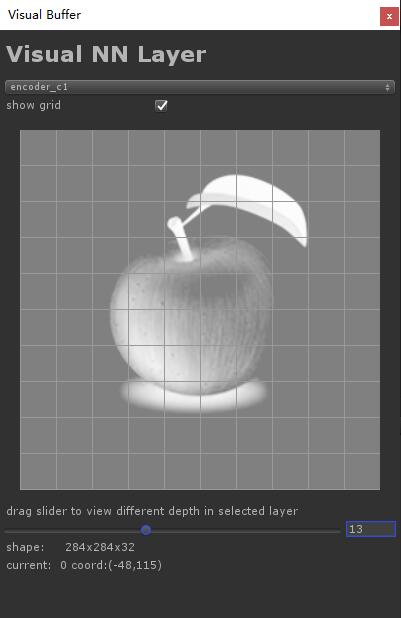 Visual Buffer
x
Visual NN Layer
encoder_c1
show grid
drag slider to view different depth in selected layer
13
shape: 284x284x32
current: 0 coord:(-48,115)